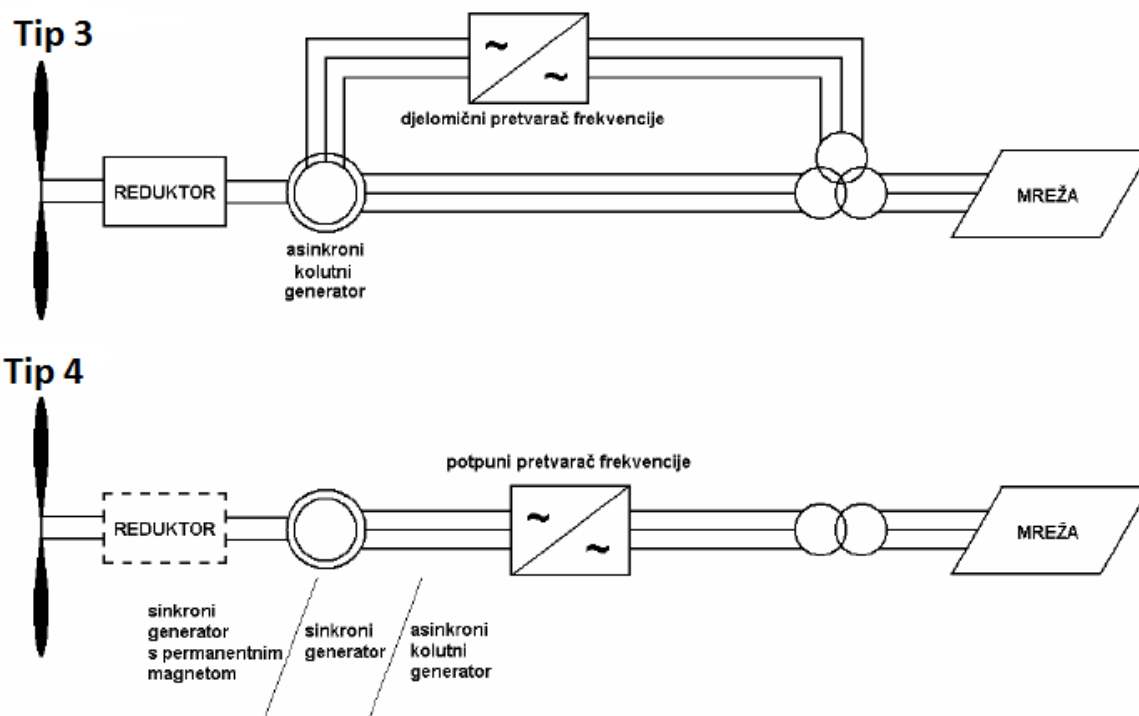 Tip 3
~
~
djelomični pretvarač frekvencije
REDUKTOR
MREŽA
asinkroni
kolutni
generator
Tip 4
potpuni pretvarač frekvencije
REDUKTOR
~
~
MREŽA
sinkroni
generator
s permanentnim
magnetom
sinkroni
generator
asinkroni
kolutni
generator